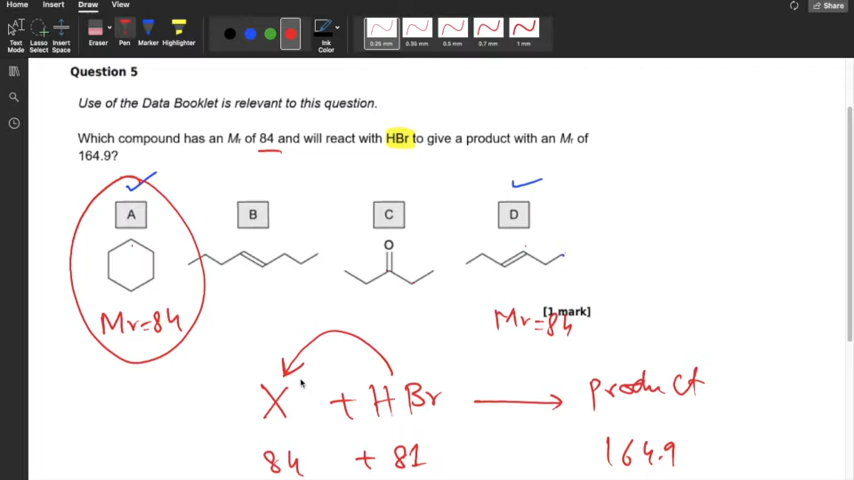 Home Insert Draw View Share
Text Mode Lasso Select Insert Space Eraser Pen Marker Highlighter Ink Color 0.25 mm 0.35 mm 0.5 mm 0.7 mm 1 mm
Question 5
Use of the Data Booklet is relevant to this question.
Which compound has an Mr of 84 and will react with HBr to give a product with an Mr of
164.9?
A B C D
O
[1 mark]
Mr=84 Mr=84
X + HBr → product
84 + 81 164.9